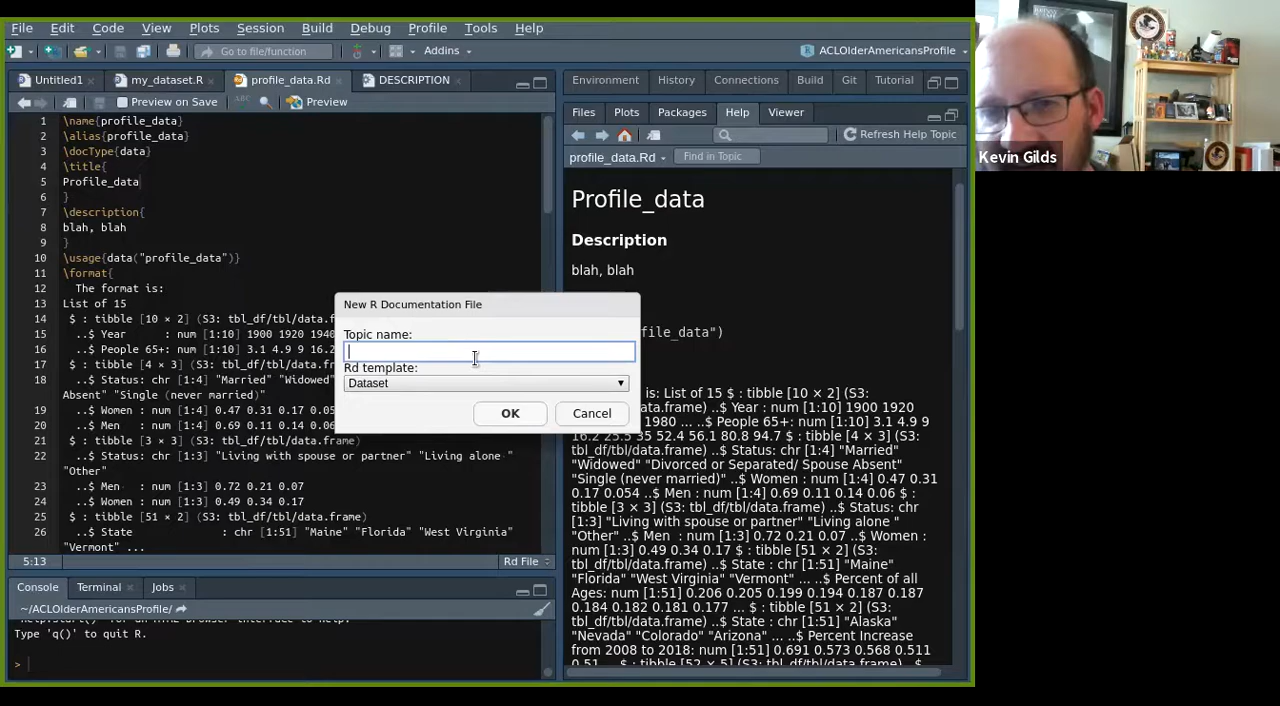 File Edit Code View Plots Session Build Debug Profile Tools Help
Go to file/function Addins ACLOlderAmericansProfile
Untitled1 my_dataset.R profile_data.Rd DESCRIPTION
Preview on Save ABC Preview
1 \name{profile_data}
2 \alias{profile_data}
3 \docType{data}
4 \title{
5 Profile_data
6 }
7 \description{
8 blah, blah
9 }
10 \usage{data("profile_data")}
11 \format{
12 The format is:
13 List of 15
14 $ : tibble [10 × 2] (S3: tbl_df/tbl/data.f
15 ..$ Year : num [1:10] 1900 1920 1940
16 ..$ People 65+: num [1:10] 3.1 4.9 9 16.2
17 $ : tibble [4 × 3] (S3: tbl_df/tbl/data.fr
18 ..$ Status: chr [1:4] "Married" "Widowed"
Absent" "Single (never married)"
19 ..$ Women : num [1:4] 0.47 0.31 0.17 0.05
20 ..$ Men : num [1:4] 0.69 0.11 0.14 0.06
21 $ : tibble [3 × 3] (S3: tbl_df/tbl/data.frame)
22 ..$ Status: chr [1:3] "Living with spouse or partner" "Living alone "
"Other"
23 ..$ Men : num [1:3] 0.72 0.21 0.07
24 ..$ Women : num [1:3] 0.49 0.34 0.17
25 $ : tibble [51 × 2] (S3: tbl_df/tbl/data.frame)
26 ..$ State : chr [1:51] "Maine" "Florida" "West Virginia"
"Vermont" ...
5:13 Rd File
Console Terminal Jobs
~/ACLOlderAmericansProfile/
Type 'q()' to quit R.
>
New R Documentation File
Topic name:
Rd template:
Dataset
OK Cancel
Environment History Connections Build Git Tutorial
Files Plots Packages Help Viewer
Refresh Help Topic
profile_data.Rd Find in Topic
Profile_data
Description
blah, blah
file_data")
is: List of 15 $ : tibble [10 × 2] (S3:
ta.frame) ..$ Year : num [1:10] 1900 1920
1980 ... ..$ People 65+: num [1:10] 3.1 4.9 9
16.2 25.5 35 52.4 56.1 80.8 94.7 $ : tibble [4 × 3] (S3:
tbl_df/tbl/data.frame) ..$ Status: chr [1:4] "Married"
"Widowed" "Divorced or Separated/ Spouse Absent"
"Single (never married)" ..$ Women : num [1:4] 0.47 0.31
0.17 0.054 ..$ Men : num [1:4] 0.69 0.11 0.14 0.06 $ :
tibble [3 × 3] (S3: tbl_df/tbl/data.frame) ..$ Status: chr
[1:3] "Living with spouse or partner" "Living alone "
"Other" ..$ Men : num [1:3] 0.72 0.21 0.07 ..$ Women :
num [1:3] 0.49 0.34 0.17 $ : tibble [51 × 2] (S3:
tbl_df/tbl/data.frame) ..$ State : chr [1:51] "Maine"
"Florida" "West Virginia" "Vermont" ... ..$ Percent of all
Ages: num [1:51] 0.206 0.205 0.199 0.194 0.187 0.187
0.184 0.182 0.181 0.177 ... $ : tibble [51 × 2] (S3:
tbl_df/tbl/data.frame) ..$ State : chr [1:51] "Alaska"
"Nevada" "Colorado" "Arizona" ... ..$ Percent Increase
from 2008 to 2018: num [1:51] 0.691 0.573 0.568 0.511
0.51 ... $ : tibble [52 × 5] (S3: tbl_df/tbl/data.frame) ..$
Kevin Gilds